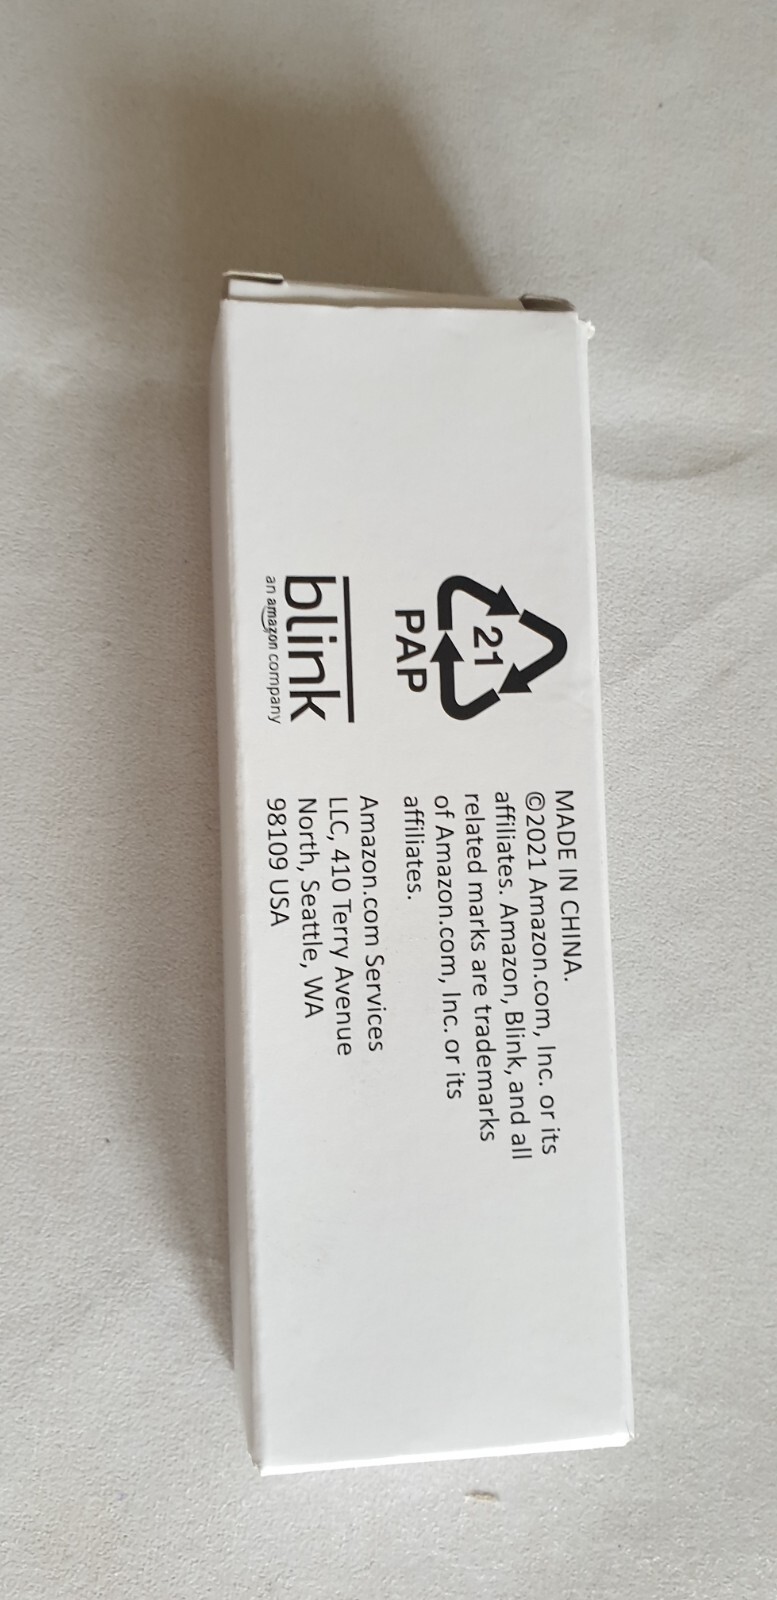 21
PAP
blink
an amazon company
MADE IN CHINA.
©2021 Amazon.com, Inc. or its
affiliates. Amazon, Blink, and all
related marks are trademarks
of Amazon.com, Inc. or its
affiliates.
Amazon.com Services
LLC, 410 Terry Avenue
North, Seattle, WA
98109 USA